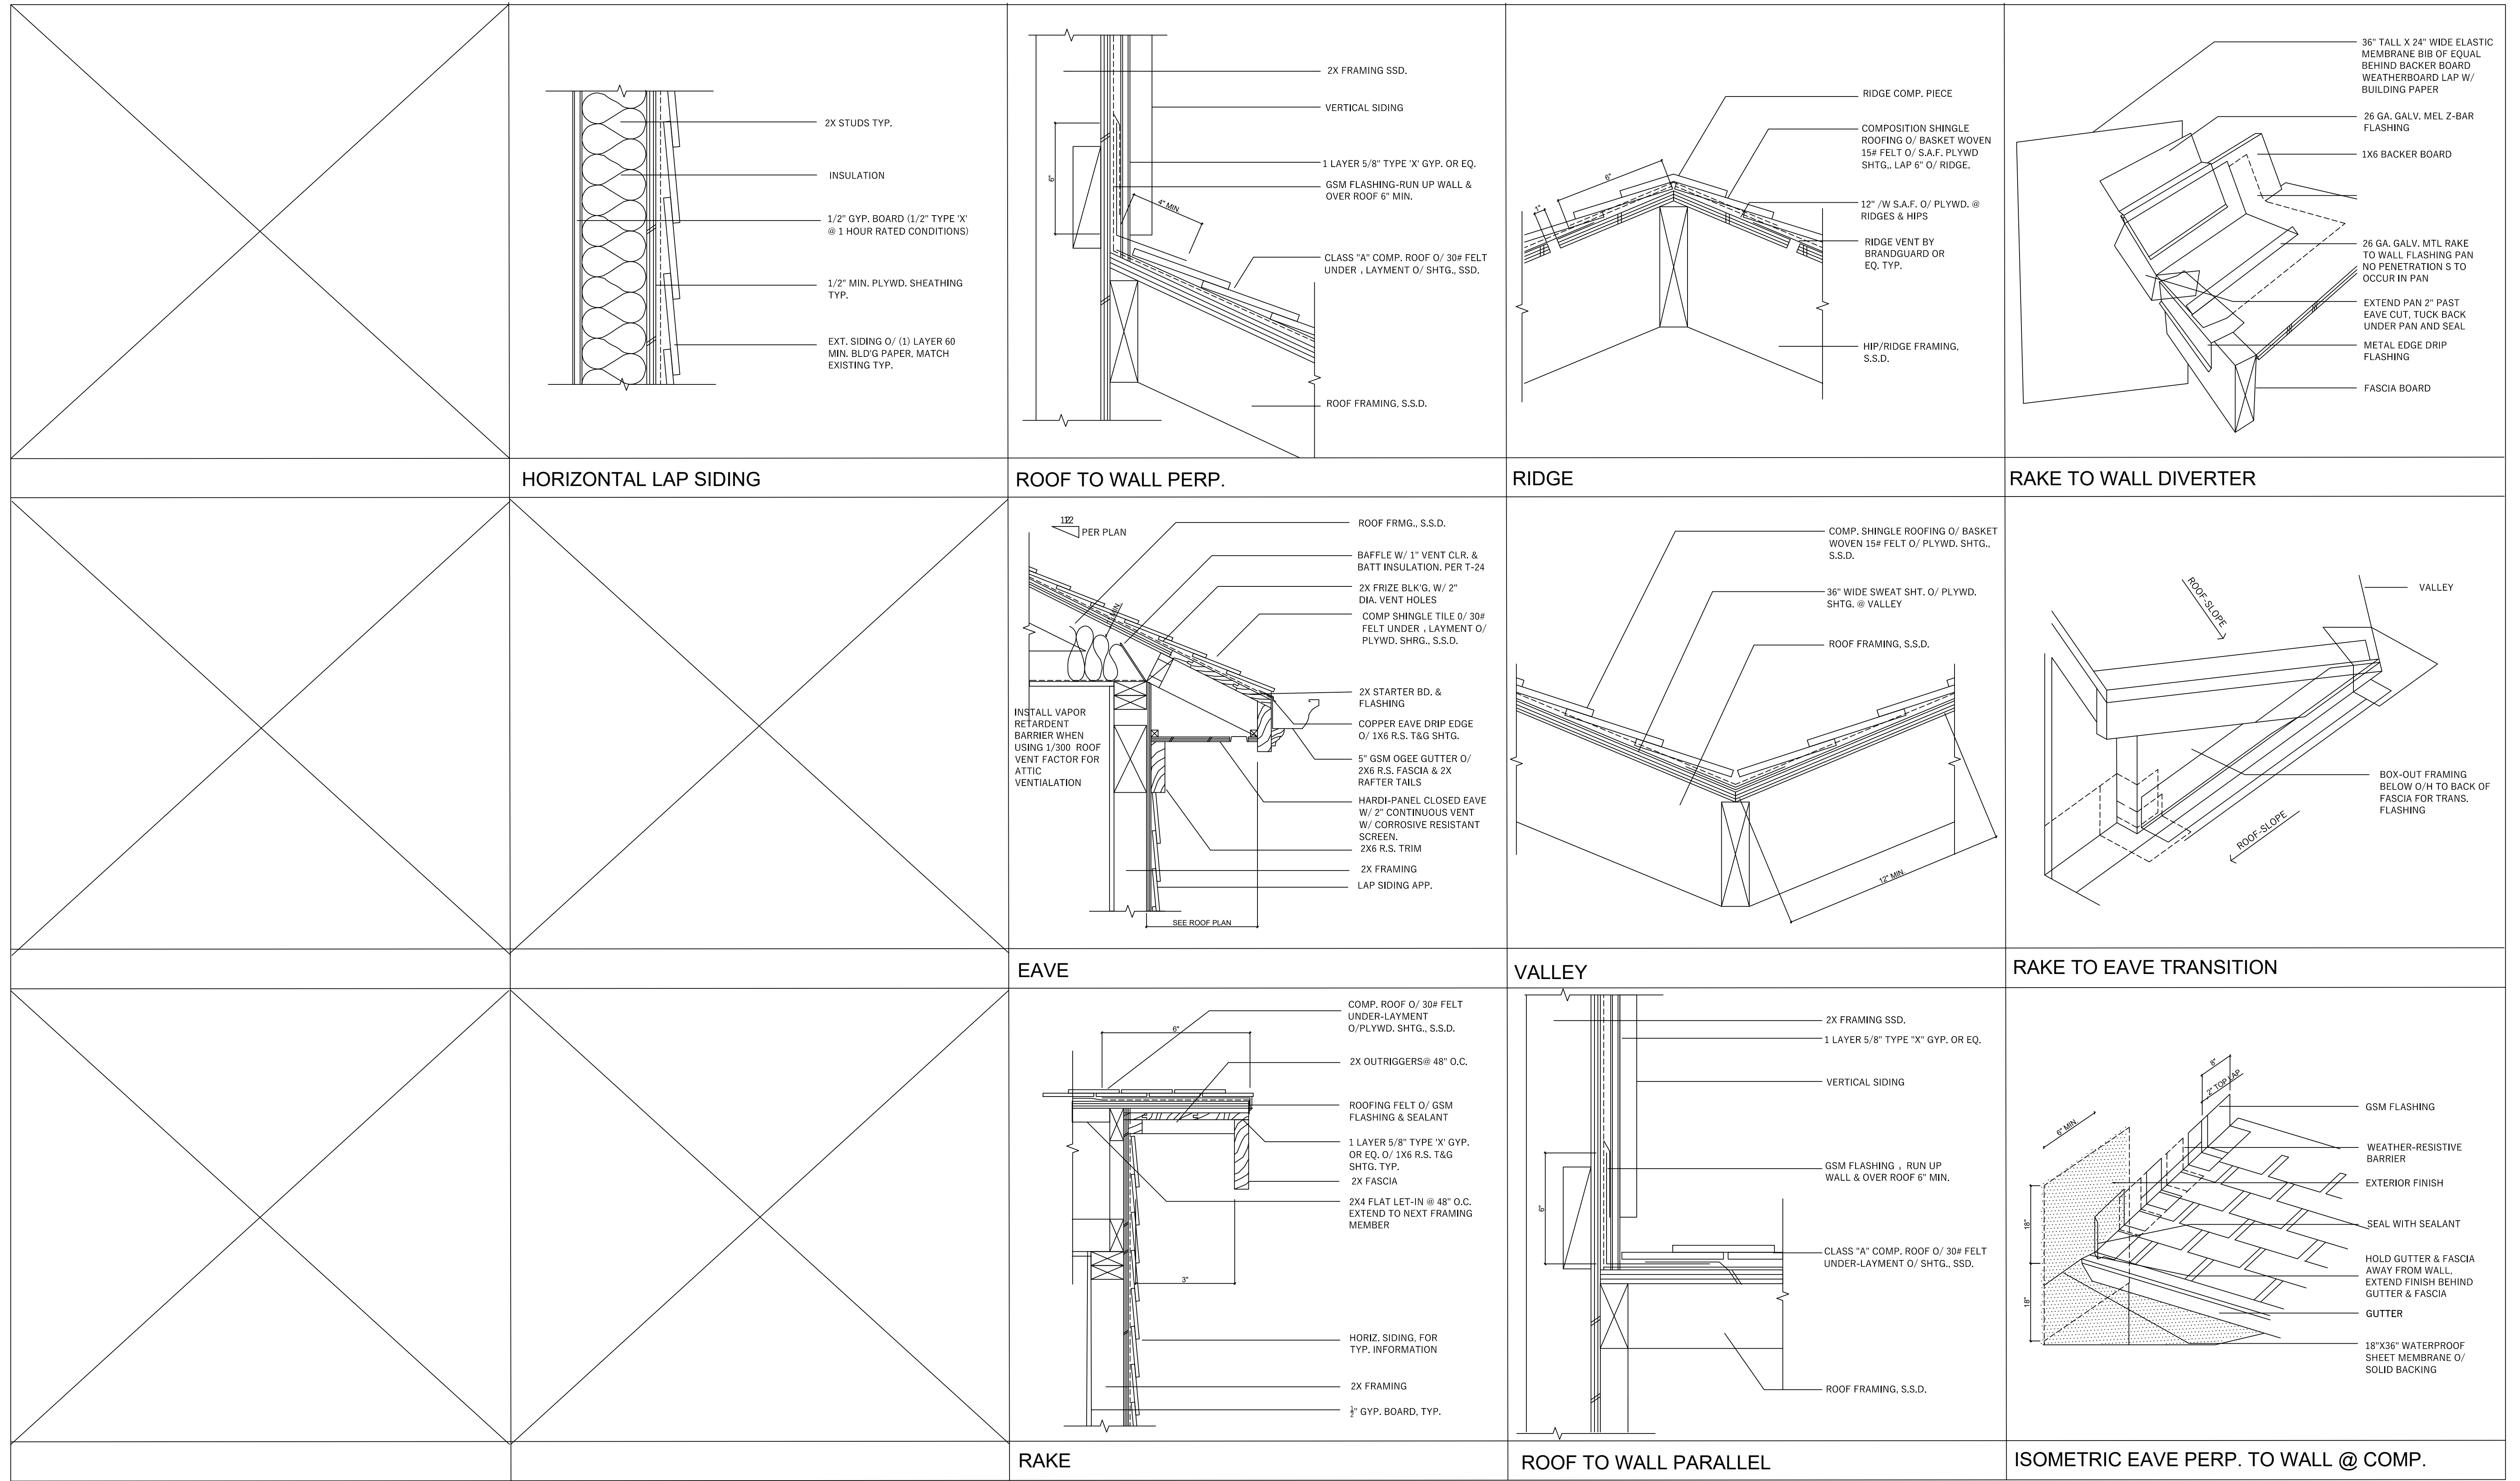 2X STUDS TYP.
INSULATION
1/2" GYP. BOARD (1/2" TYPE 'X'
@ 1 HOUR RATED CONDITIONS)
1/2" MIN. PLYWD. SHEATHING
TYP.
EXT. SIDING O/ (1) LAYER 60
MIN. BLD'G PAPER, MATCH
EXISTING TYP.
HORIZONTAL LAP SIDING
2X FRAMING SSD.
VERTICAL SIDING
6"
1 LAYER 5/8" TYPE 'X' GYP. OR EQ.
GSM FLASHING-RUN UP WALL &
OVER ROOF 6" MIN.
4" MIN.
CLASS "A" COMP. ROOF O/ 30# FELT
UNDER , LAYMENT O/ SHTG., SSD.
ROOF FRAMING, S.S.D.
ROOF TO WALL PERP.
RIDGE COMP. PIECE
COMPOSITION SHINGLE
ROOFING O/ BASKET WOVEN
15# FELT O/ S.A.F. PLYWD
SHTG., LAP 6" O/ RIDGE.
6"
1"
12" /W S.A.F. O/ PLYWD. @
RIDGES & HIPS
RIDGE VENT BY
BRANDGUARD OR
EQ. TYP.
HIP/RIDGE FRAMING,
S.S.D.
RIDGE
36" TALL X 24" WIDE ELASTIC
MEMBRANE BIB OF EQUAL
BEHIND BACKER BOARD
WEATHERBOARD LAP W/
BUILDING PAPER
26 GA. GALV. MEL Z-BAR
FLASHING
1X6 BACKER BOARD
26 GA. GALV. MTL RAKE
TO WALL FLASHING PAN
NO PENETRATION S TO
OCCUR IN PAN
EXTEND PAN 2" PAST
EAVE CUT, TUCK BACK
UNDER PAN AND SEAL
METAL EDGE DRIP
FLASHING
FASCIA BOARD
RAKE TO WALL DIVERTER
PER PLAN
ROOF FRMG., S.S.D.
BAFFLE W/ 1" VENT CLR. &
BATT INSULATION. PER T-24
2X FRIZE BLK'G. W/ 2"
DIA. VENT HOLES
MIN.
COMP SHINGLE TILE 0/ 30#
FELT UNDER , LAYMENT O/
PLYWD. SHRG., S.S.D.
2X STARTER BD. &
FLASHING
INSTALL VAPOR
RETARDENT
BARRIER WHEN
USING 1/300 ROOF
VENT FACTOR FOR
ATTIC
VENTIALATION
COPPER EAVE DRIP EDGE
O/ 1X6 R.S. T&G SHTG.
5" GSM OGEE GUTTER O/
2X6 R.S. FASCIA & 2X
RAFTER TAILS
HARDI-PANEL CLOSED EAVE
W/ 2" CONTINUOUS VENT
W/ CORROSIVE RESISTANT
SCREEN.
2X6 R.S. TRIM
2X FRAMING
LAP SIDING APP.
SEE ROOF PLAN
EAVE
COMP. SHINGLE ROOFING O/ BASKET
WOVEN 15# FELT O/ PLYWD. SHTG.,
S.S.D.
36" WIDE SWEAT SHT. O/ PLYWD.
SHTG. @ VALLEY
ROOF FRAMING, S.S.D.
12" MIN.
VALLEY
ROOF-SLOPE
VALLEY
BOX-OUT FRAMING
BELOW O/H TO BACK OF
FASCIA FOR TRANS.
FLASHING
ROOF-SLOPE
RAKE TO EAVE TRANSITION
COMP. ROOF O/ 30# FELT
UNDER-LAYMENT
O/PLYWD. SHTG., S.S.D.
6"
2X OUTRIGGERS@ 48" O.C.
ROOFING FELT O/ GSM
FLASHING & SEALANT
1 LAYER 5/8" TYPE 'X' GYP.
OR EQ. O/ 1X6 R.S. T&G
SHTG. TYP.
2X FASCIA
2X4 FLAT LET-IN @ 48" O.C.
EXTEND TO NEXT FRAMING
MEMBER
3"
HORIZ. SIDING, FOR
TYP. INFORMATION
2X FRAMING
½" GYP. BOARD, TYP.
RAKE
2X FRAMING SSD.
1 LAYER 5/8" TYPE "X" GYP. OR EQ.
VERTICAL SIDING
GSM FLASHING , RUN UP
WALL & OVER ROOF 6" MIN.
6"
CLASS "A" COMP. ROOF O/ 30# FELT
UNDER-LAYMENT O/ SHTG., SSD.
ROOF FRAMING, S.S.D.
ROOF TO WALL PARALLEL
8"
2" TOP LAP
6" MIN
GSM FLASHING
WEATHER-RESISTIVE
BARRIER
EXTERIOR FINISH
18"
SEAL WITH SEALANT
HOLD GUTTER & FASCIA
AWAY FROM WALL,
EXTEND FINISH BEHIND
GUTTER & FASCIA
18"
GUTTER
18"X36" WATERPROOF
SHEET MEMBRANE O/
SOLID BACKING
ISOMETRIC EAVE PERP. TO WALL @ COMP.